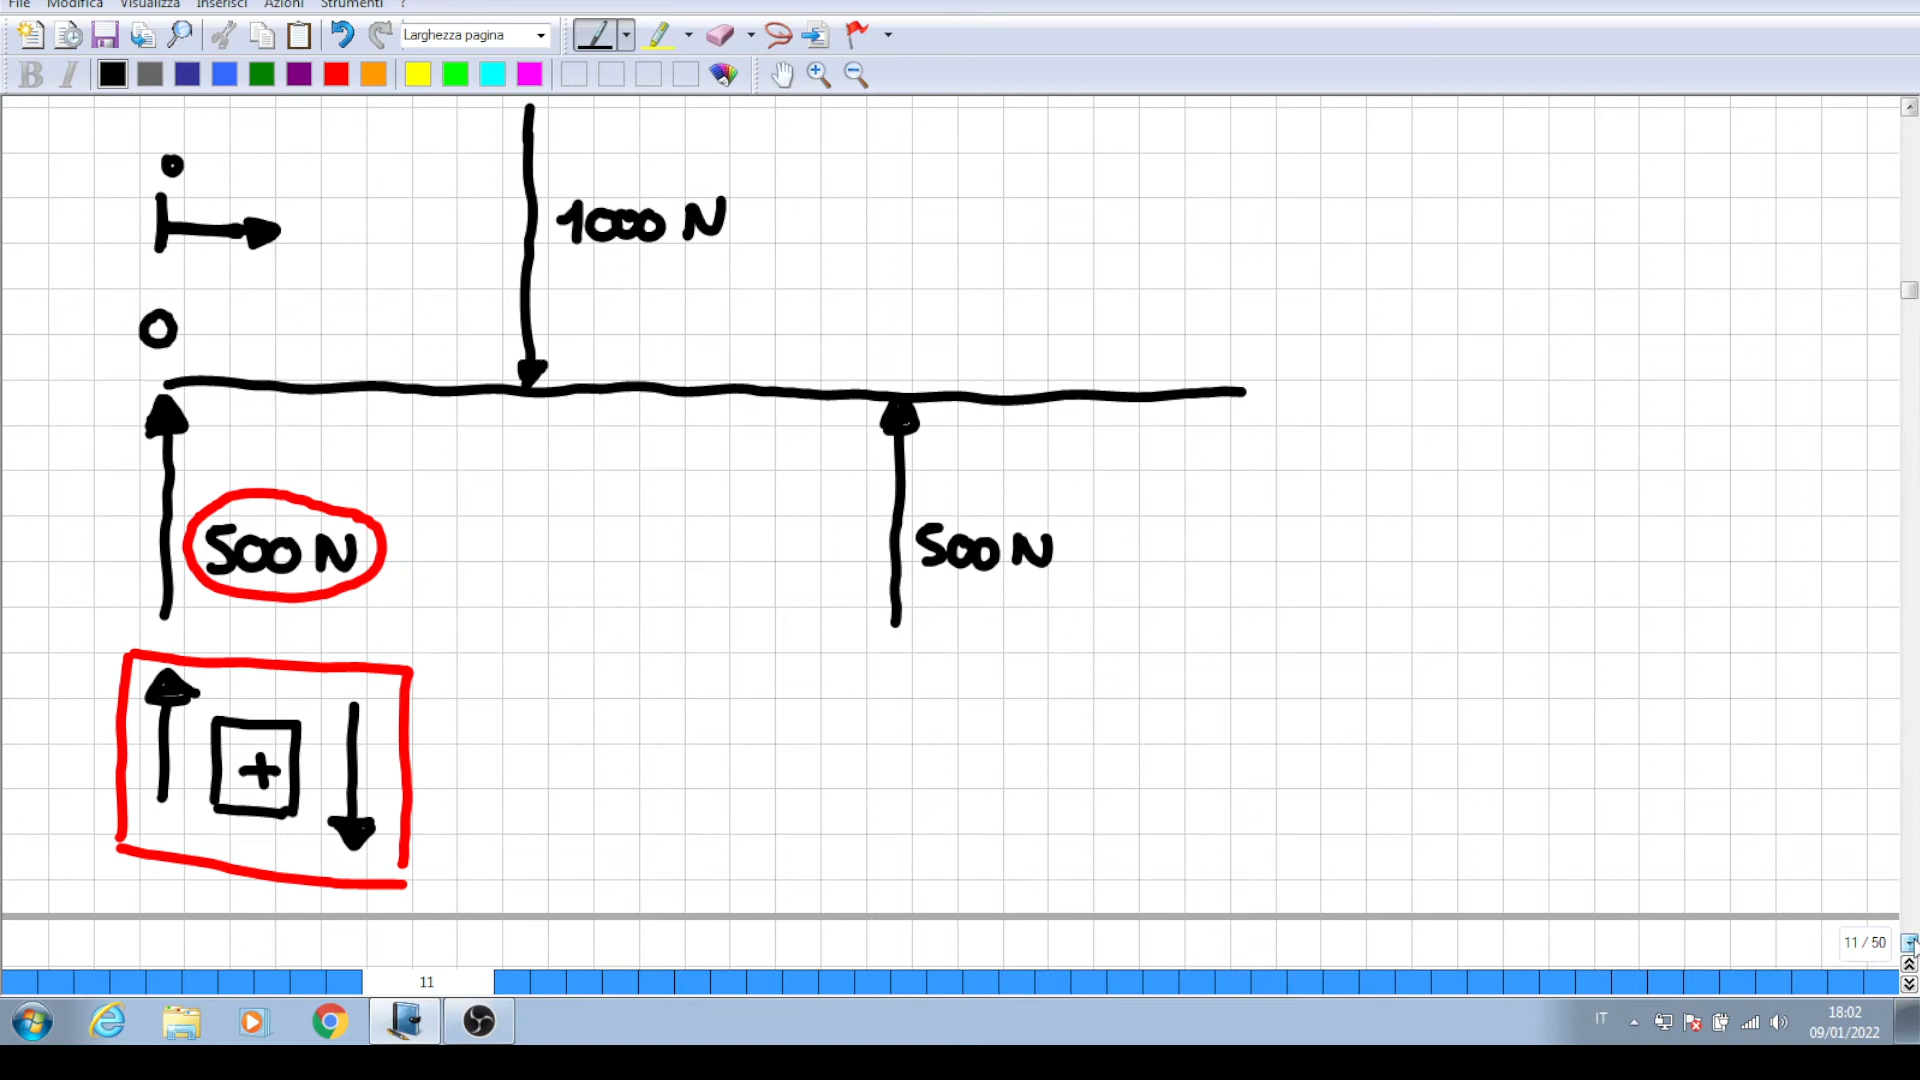 File Modifica Visualizza Inserisci Azioni Strumenti ?
Larghezza pagina
B I
1000 N
O
500 N
500 N
+
11 / 50
11
IT
18:02
09/01/2022